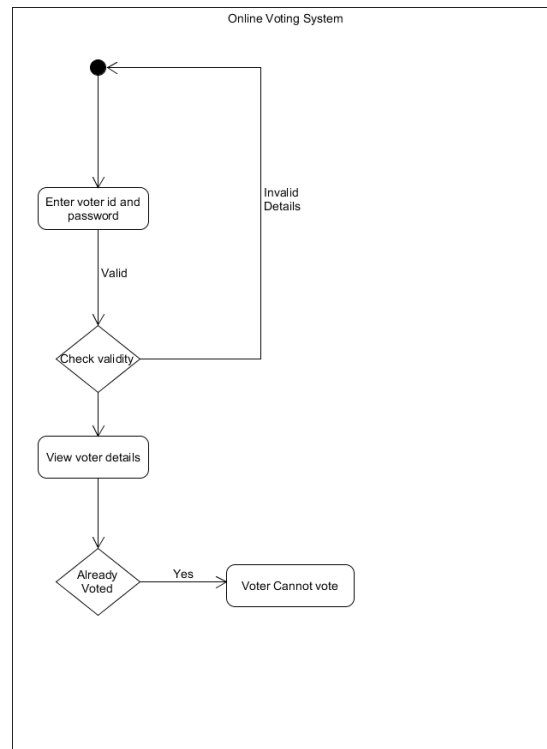 Online Voting System
Enter voter id and
password
Invalid
Details
Valid
Check validity
View voter details
Already
Voted
Yes
Voter Cannot vote